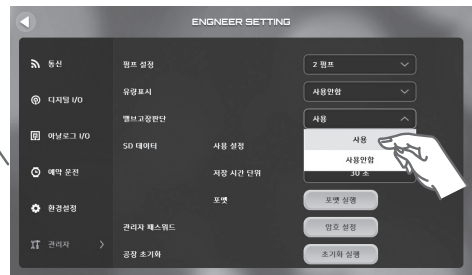 ENGNEER SETTING
통신
디지털 I/O
아날로그 I/O
예약 운전
환경설정
관리자
펌프 설정 2 펌프
유량표시 사용안함
밸브고장판단 사용
사용
사용안함
SD 데이터 사용 설정
저장 시간 단위 30 초
포맷 포맷 실행
관리자 패스워드 암호 설정
공장 초기화 초기화 실행